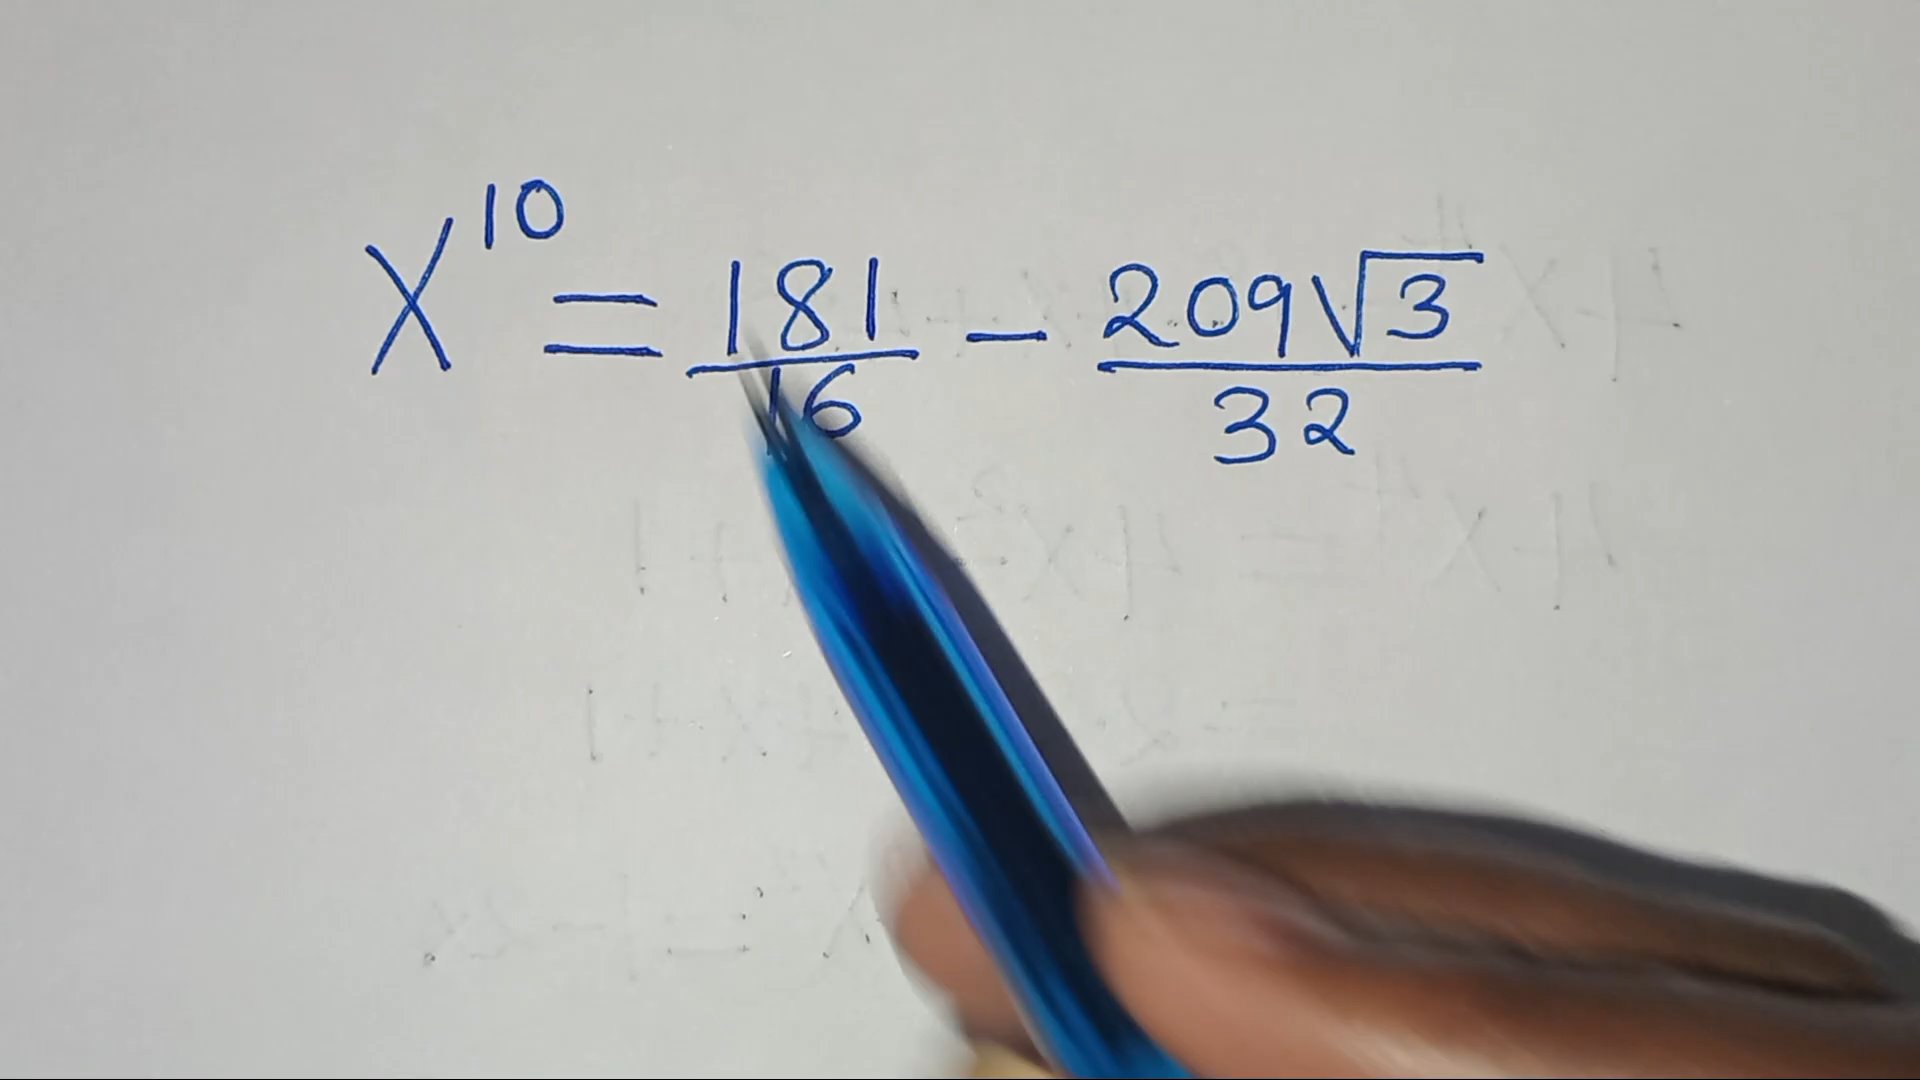 X^10 = 181/16 - 209√3/32